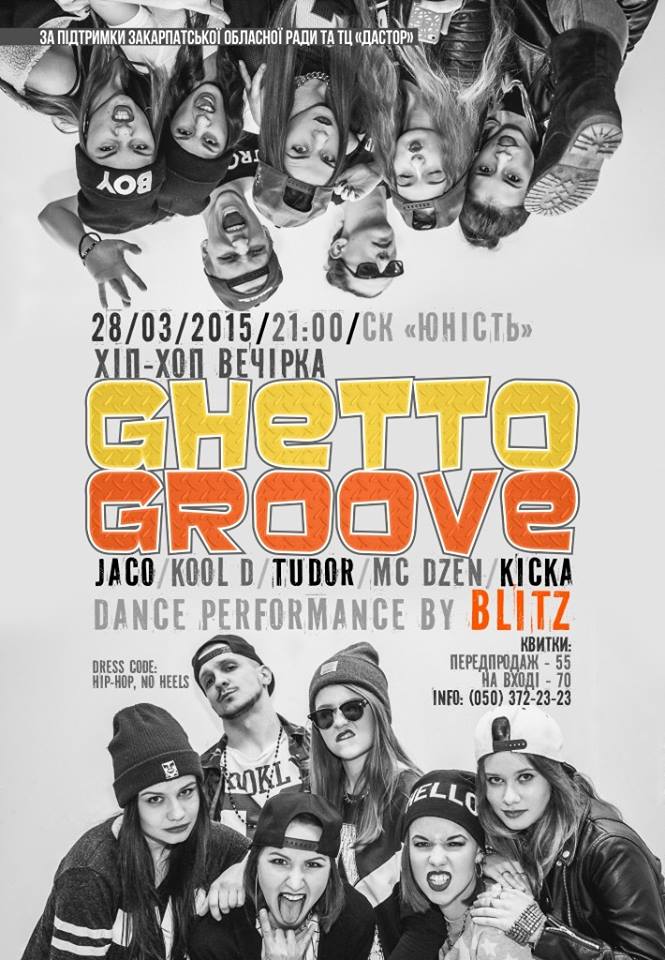 ЗА ПІДТРИМКИ ЗАКАРПАТСЬКОЇ ОБЛАСНОЇ РАДИ ТА ТЦ «ДАСТОР»
BOY
TRO
28/03/2015/21:00/СК «ЮНІСТЬ»
ХІП-ХОП ВЕЧІРКА
GHETTO
GROOVE
JACO/KOOL D/TUDOR/MC DZEN/KICKA
DANCE PERFORMANCE BY BLITZ
DRESS CODE:
HIP-HOP, NO HEELS
КВИТКИ:
ПЕРЕДПРОДАЖ - 55
НА ВХОДІ - 70
INFO: (050) 372-23-23
ROKL
HELLO